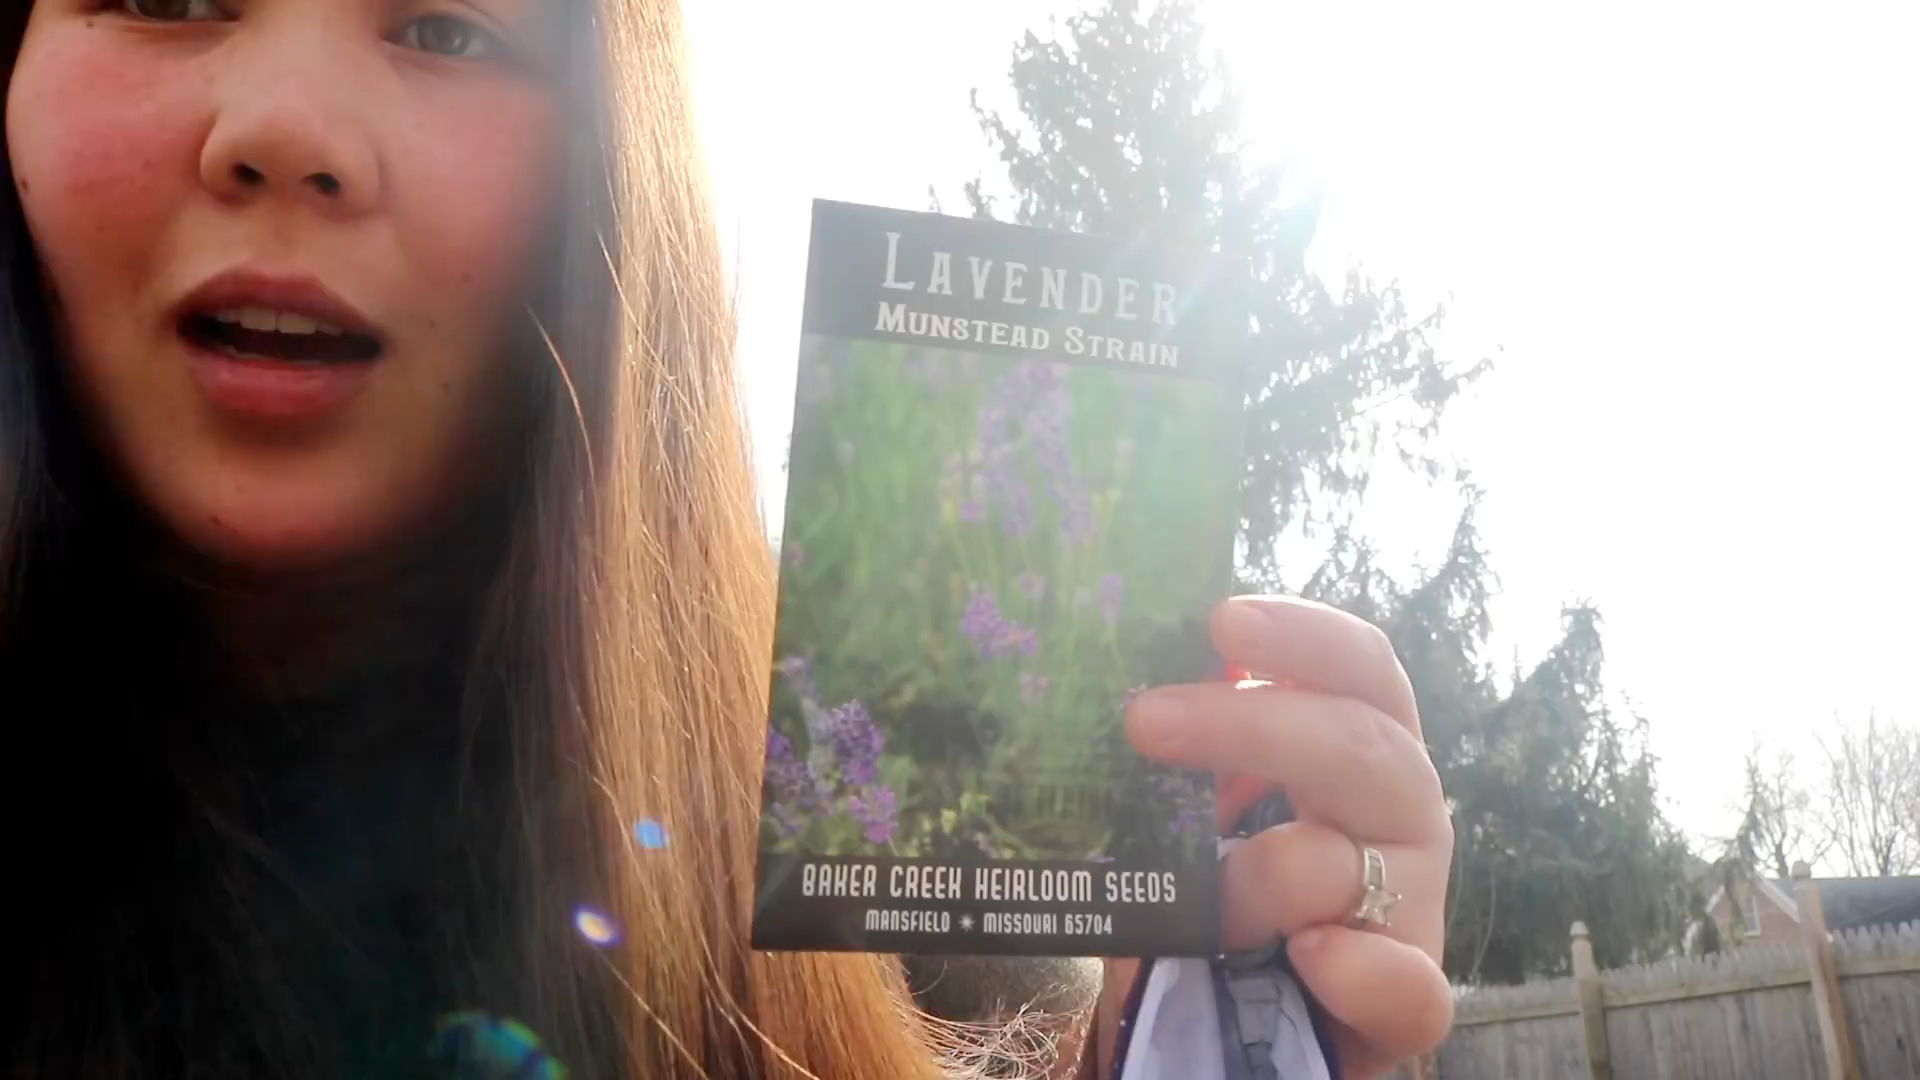 LAVENDER
MUNSTEAD STRAIN
BAKER CREEK HEIRLOOM SEEDS
MANSFIELD ✷ MISSOURI 65704